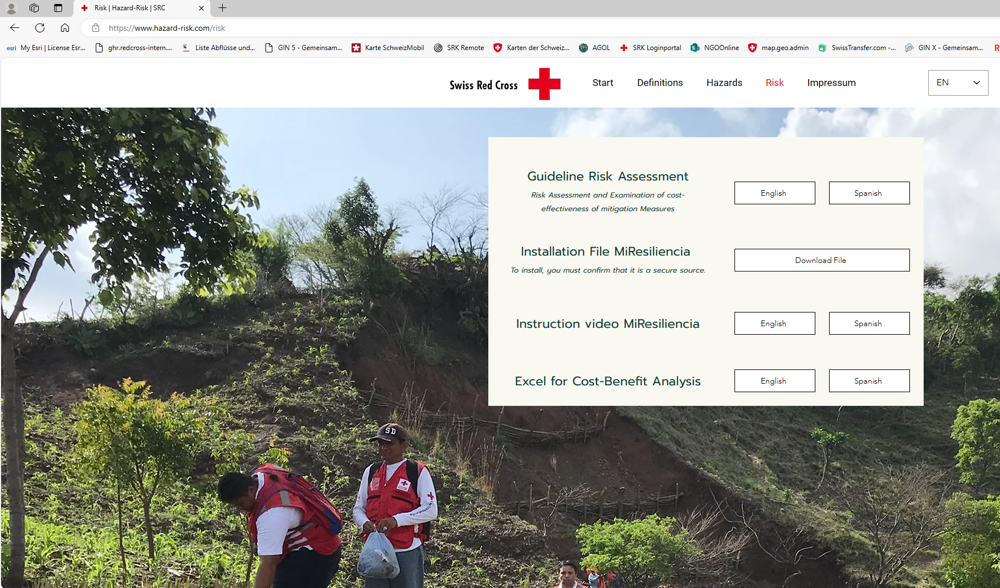 Risk | Hazard-Risk | SRC
https://www.hazard-risk.com/risk
esri My Esri | License Esr...
ghr.redcross-intern....
Liste Abflüsse und...
GIN 5 - Gemeinsam...
Karte SchweizMobil
SRK Remote
Karten der Schweiz...
AGOL
SRK Loginportal
NGOOnline
map.geo.admin
SwissTransfer.com -...
GIN X - Gemeinsam...
Swiss Red Cross
Start
Definitions
Hazards
Risk
Impressum
EN
Guideline Risk Assessment
Risk Assessment and Examination of cost-
effectiveness of mitigation Measures
English
Spanish
Installation File MiResiliencia
To install, you must confirm that it is a secure source.
Download File
Instruction video MiResiliencia
English
Spanish
Excel for Cost-Benefit Analysis
English
Spanish
SD